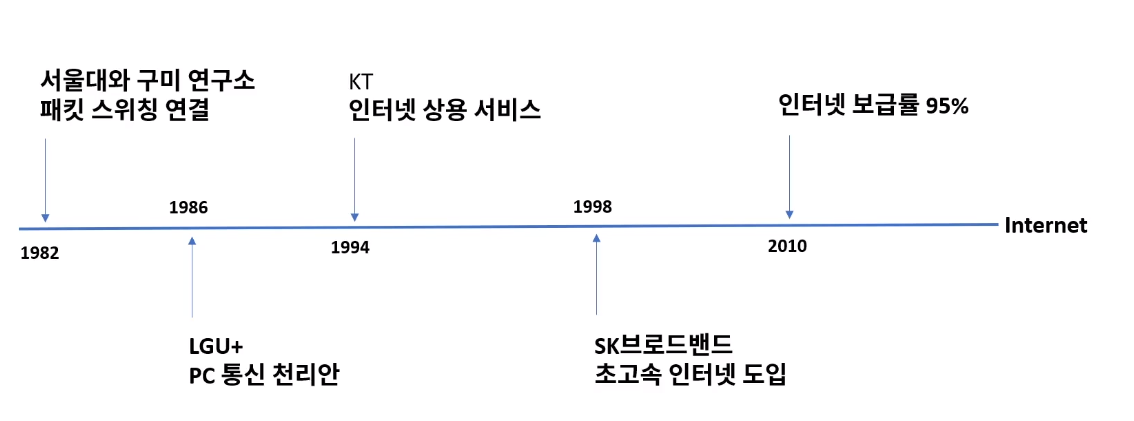 서울대와 구미 연구소
패킷 스위칭 연결
KT
인터넷 상용 서비스
인터넷 보급률 95%
1986
1998
Internet
1982
1994
2010
LGU+
PC 통신 천리안
SK브로드밴드
초고속 인터넷 도입